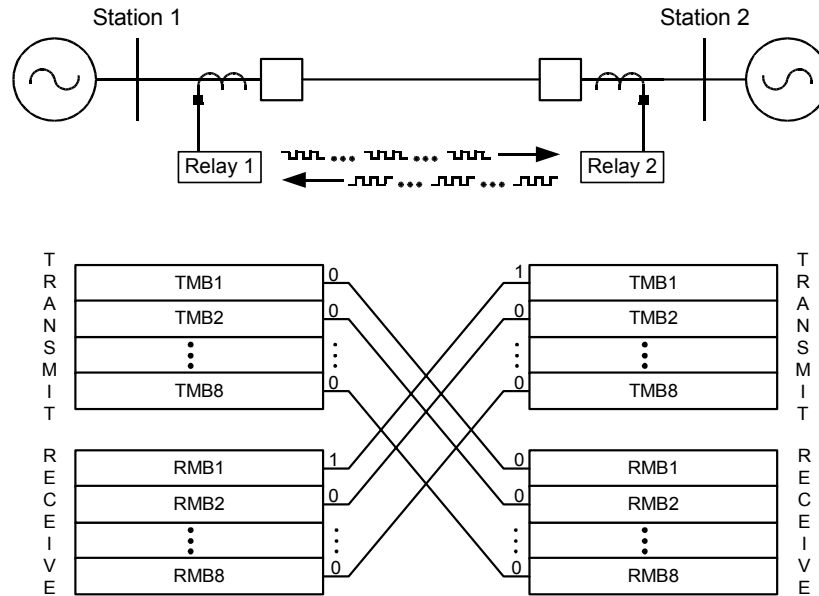 Station 1
Station 2
Relay 1
Relay 2
TRANSMIT
TMB1
0
TMB2
0
TMB8
0
1
TMB1
0
TMB2
0
TMB8
TRANSMIT
RECEIVE
RMB1
1
RMB2
0
RMB8
0
0
RMB1
0
RMB2
0
RMB8
RECEIVE